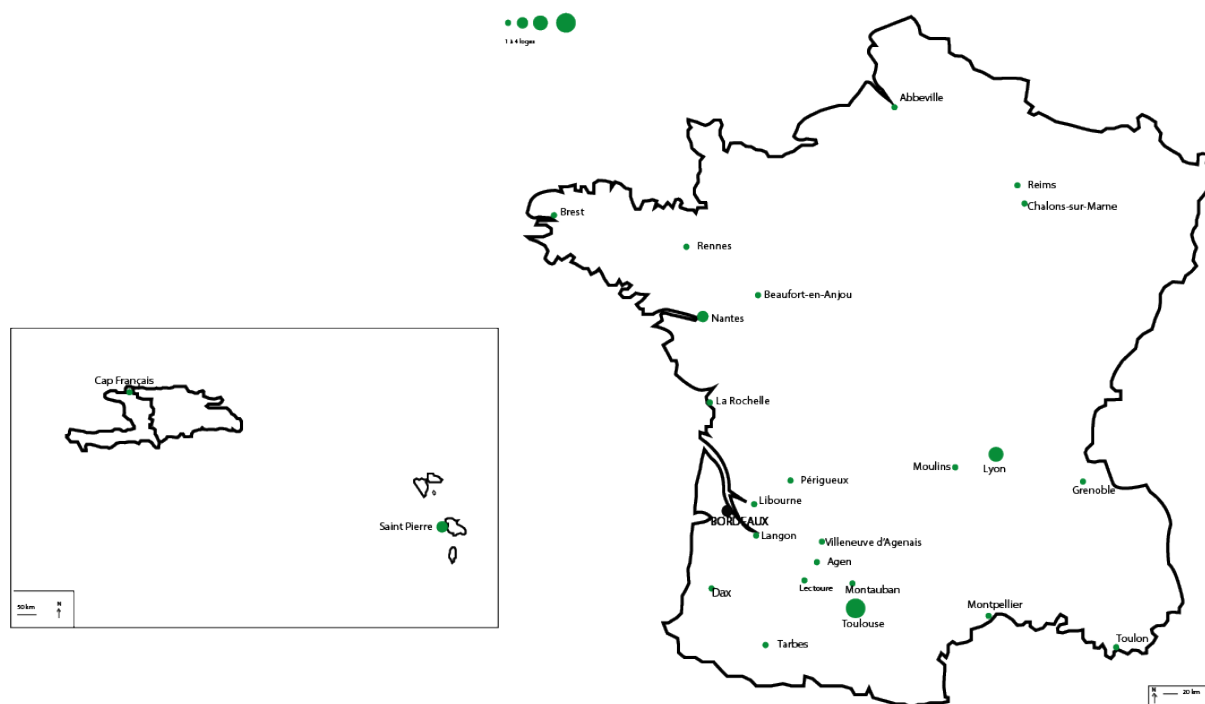 1 à 4 loges
Abbeville
Reims
Chalons-sur-Marne
Brest
Rennes
Beaufort-en-Anjou
Nantes
Cap Français
La Rochelle
Moulins
Lyon
Périgueux
Grenoble
Libourne
BORDEAUX
Saint Pierre
Langon
Villeneuve d'Agenais
Agen
Lectoure
Montauban
Dax
Montpellier
Toulouse
Tarbes
Toulon
50 km
N
N
20 km